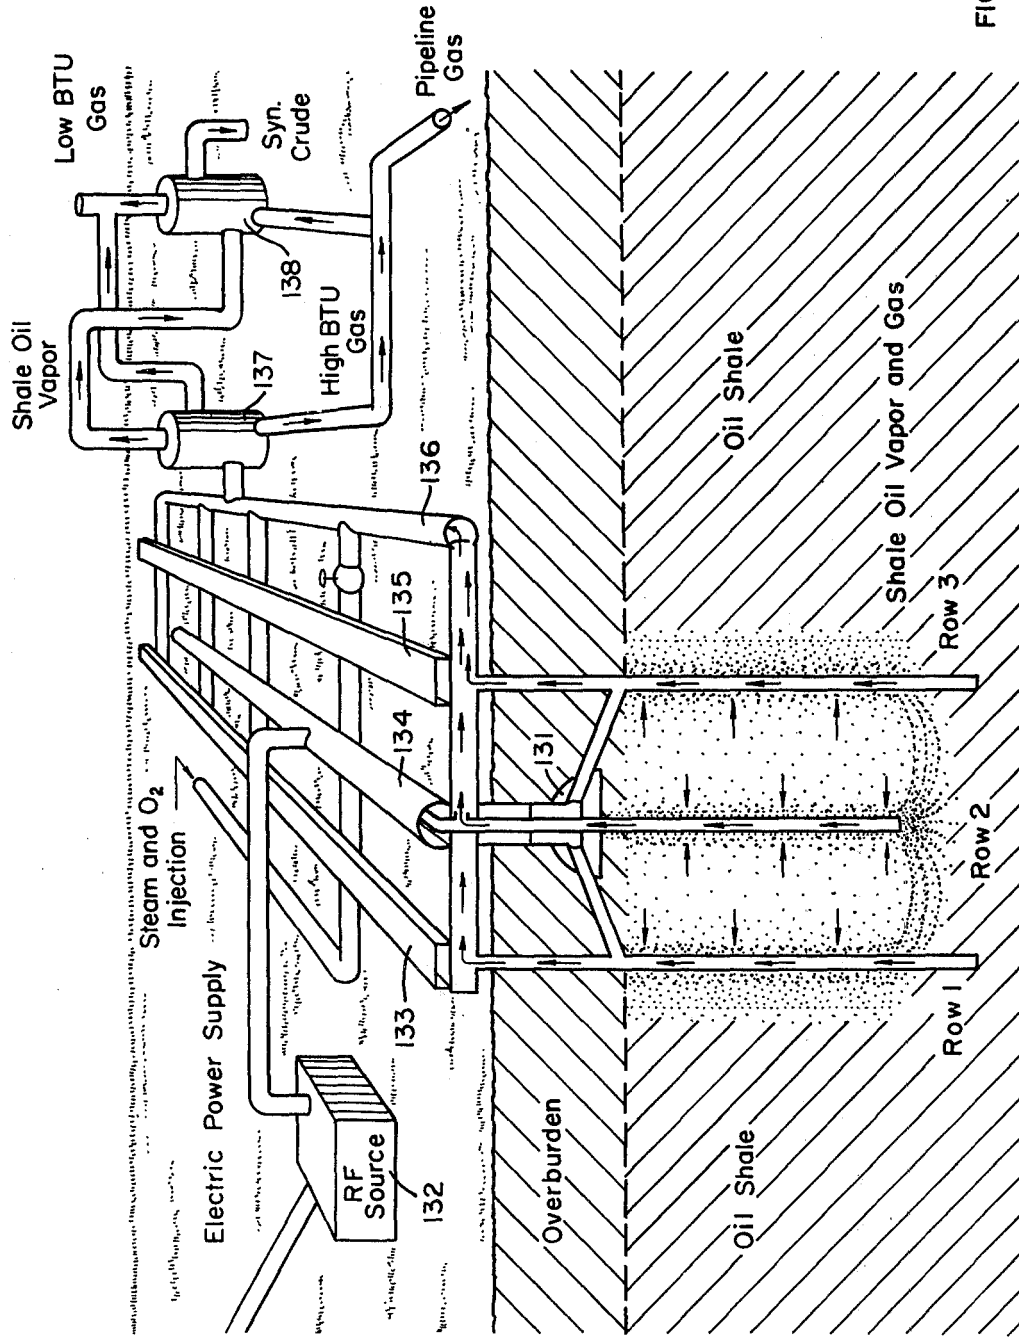 Low BTU
Gas
Shale Oil
Vapor
Syn.
Crude
Pipeline
Gas
138
137
High BTU
Gas
136
135
134
133
Steam and O2
Injection
Electric Power Supply
RF
Source
132
131
Overburden
Oil Shale
Oil Shale
Shale Oil Vapor and Gas
Row 3
Row 2
Row 1